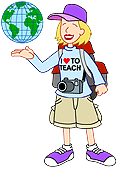 I ♥ TO
TEACH